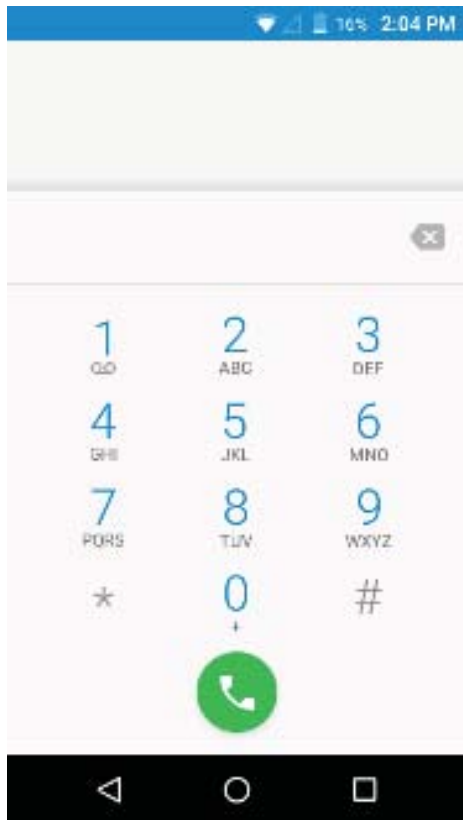 16% 2:04 PM
1 2 3
ABC DEF
4 5 6
GHI JKL MNO
7 8 9
PQRS TUV WXYZ
* 0 #
+